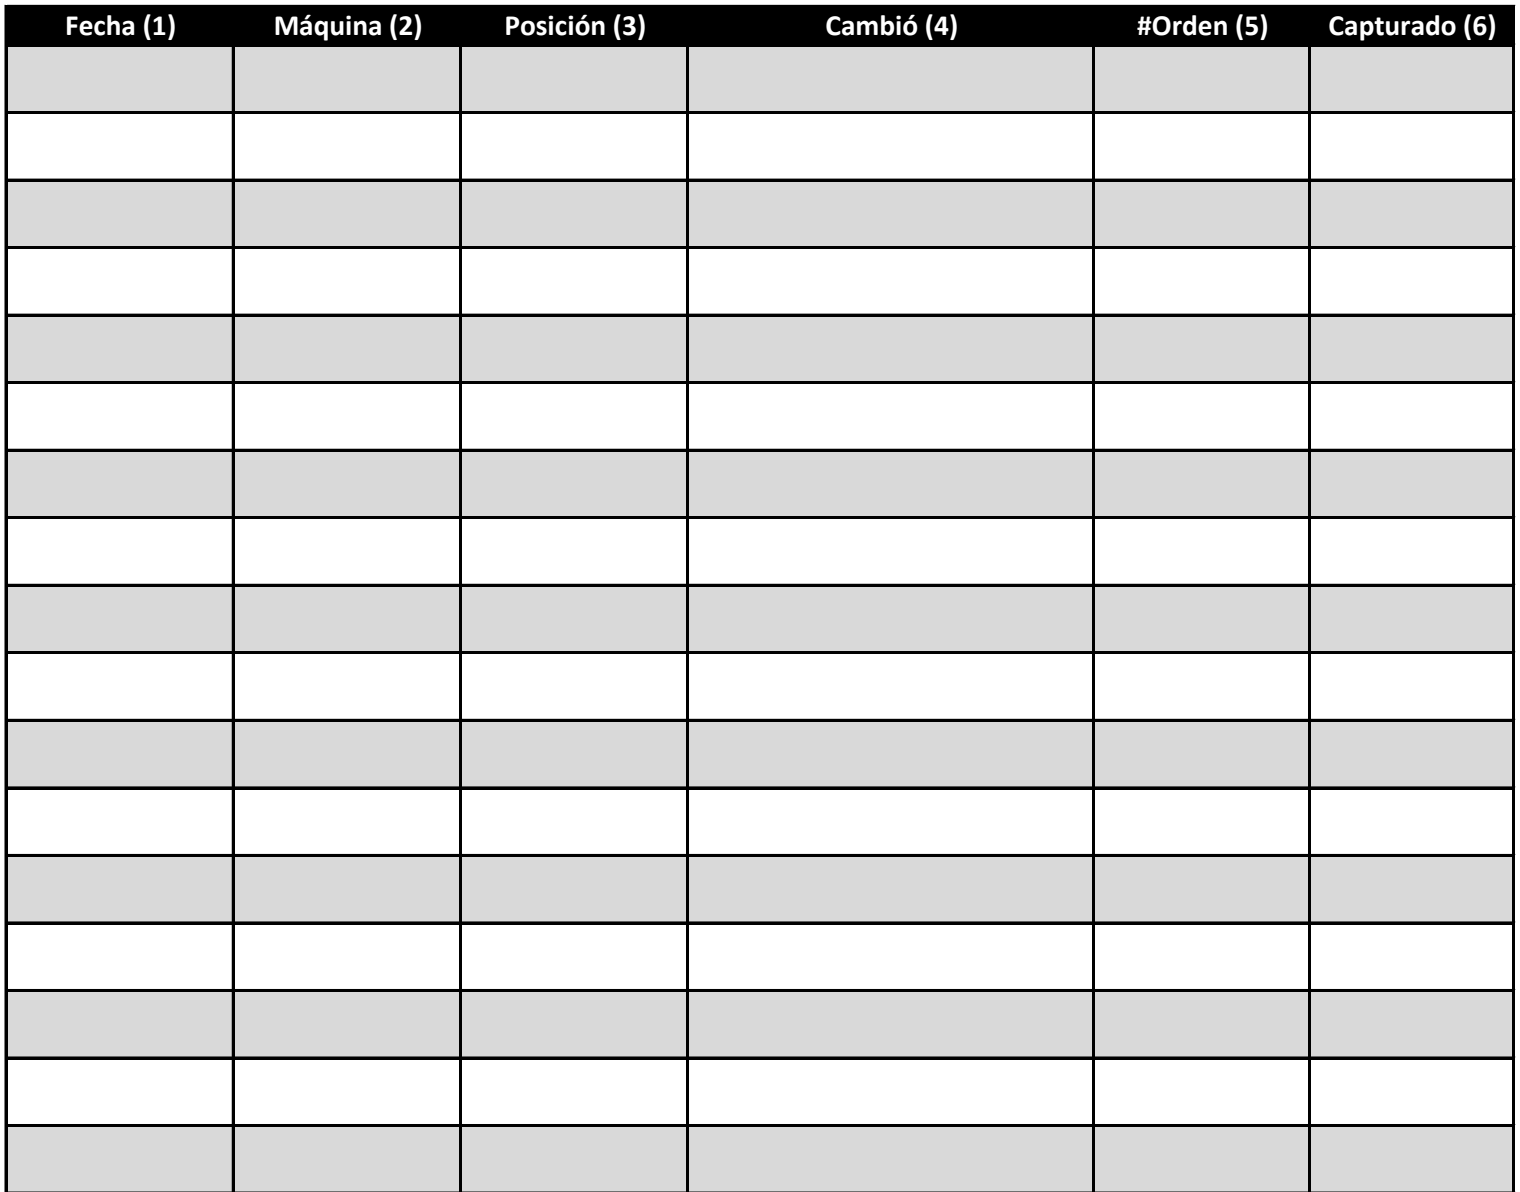 Fecha (1) Máquina (2) Posición (3) Cambió (4) #Orden (5) Capturado (6)